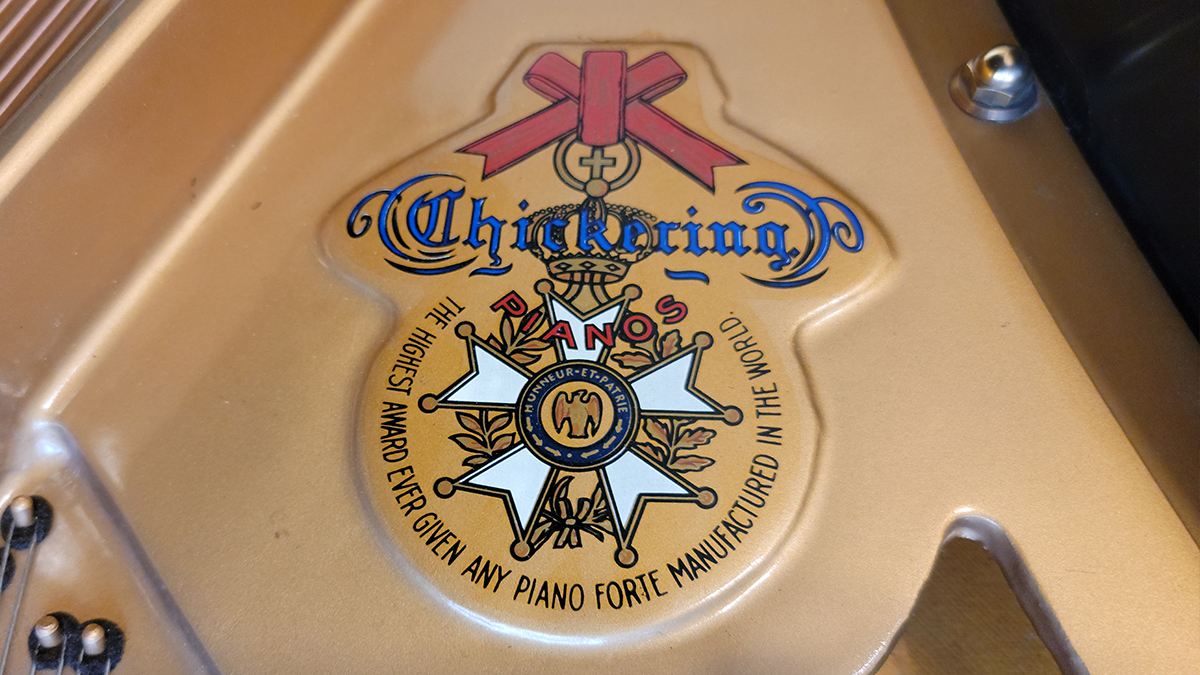 Chickering.
PIANOS
HONNEUR-ET-PATRIE
THE HIGHEST AWARD EVER GIVEN ANY PIANO FORTE MANUFACTURED IN THE WORLD.